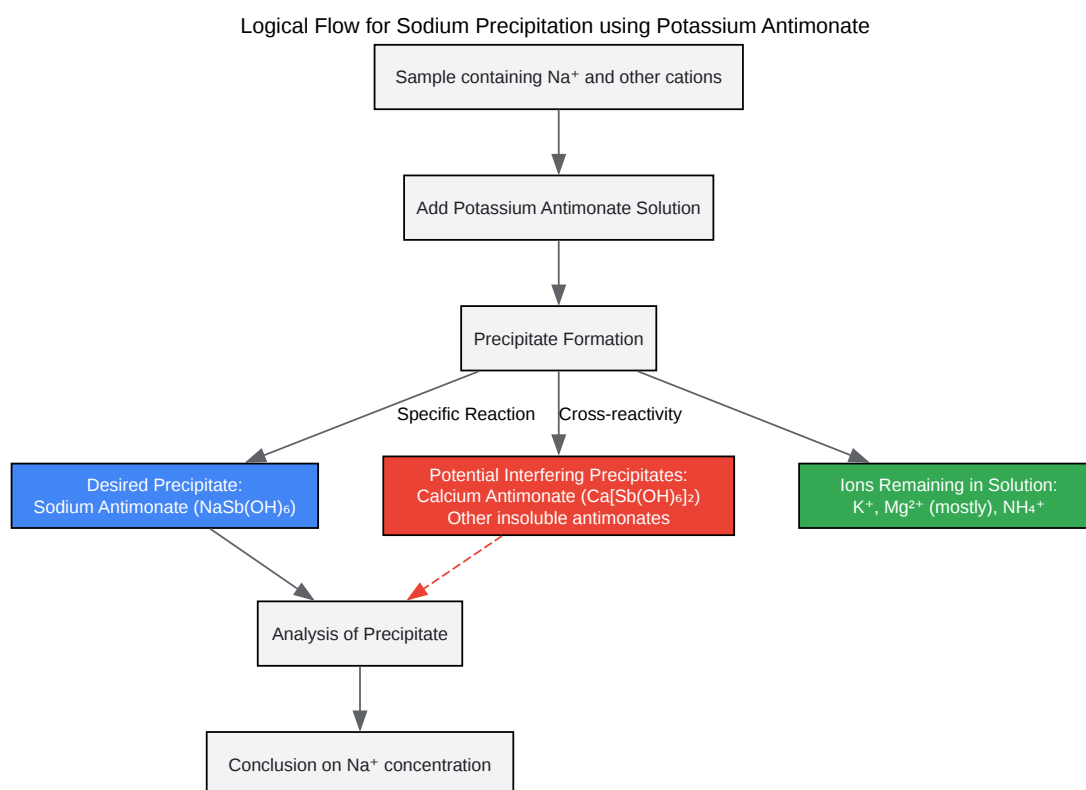 Logical Flow for Sodium Precipitation using Potassium Antimonate
Sample containing Na⁺ and other cations
Add Potassium Antimonate Solution
Precipitate Formation
Specific Reaction
Cross-reactivity
Desired Precipitate:
Sodium Antimonate (NaSb(OH)₆)
Potential Interfering Precipitates:
Calcium Antimonate (Ca[Sb(OH)₆]₂)
Other insoluble antimonates
Ions Remaining in Solution:
K⁺, Mg²⁺ (mostly), NH₄⁺
Analysis of Precipitate
Conclusion on Na⁺ concentration